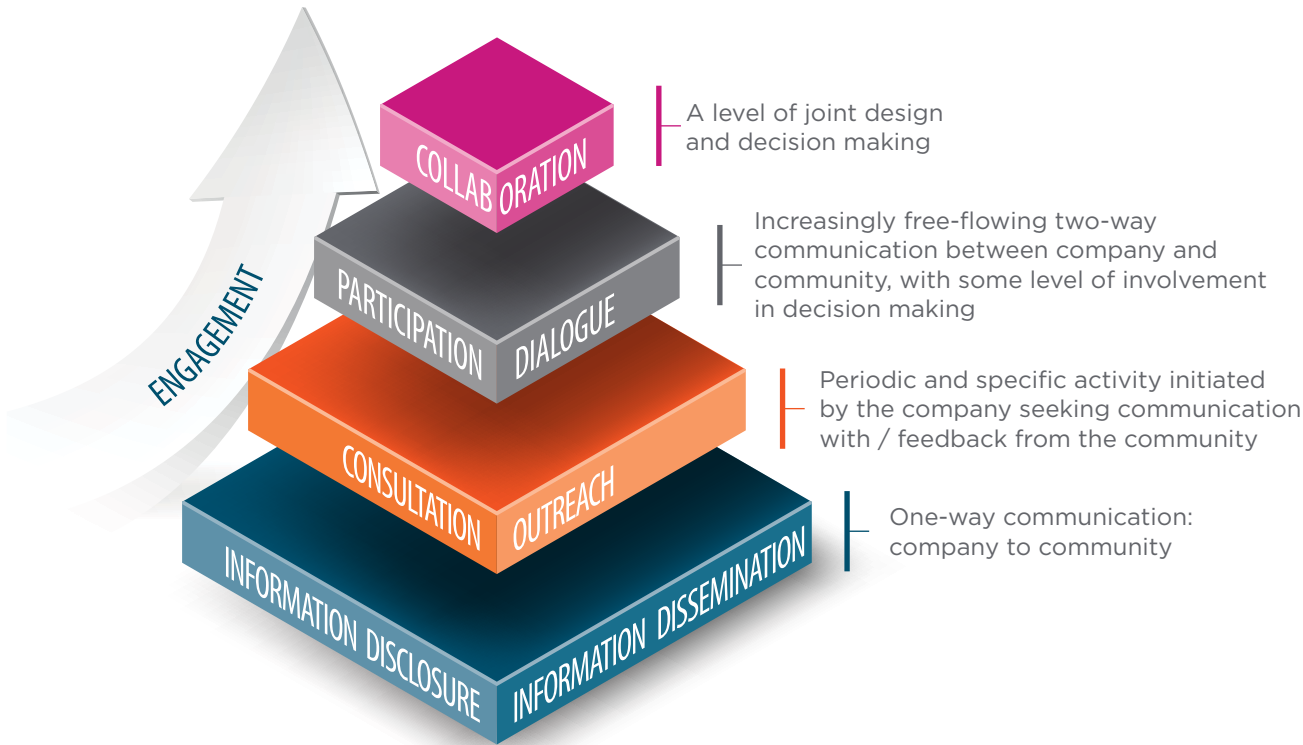 COLLABORATION
A level of joint design
and decision making
PARTICIPATION
DIALOGUE
Increasingly free-flowing two-way
communication between company and
community, with some level of involvement
in decision making
ENGAGEMENT
CONSULTATION
OUTREACH
Periodic and specific activity initiated
by the company seeking communication
with / feedback from the community
INFORMATION DISCLOSURE
INFORMATION DISSEMINATION
One-way communication:
company to community